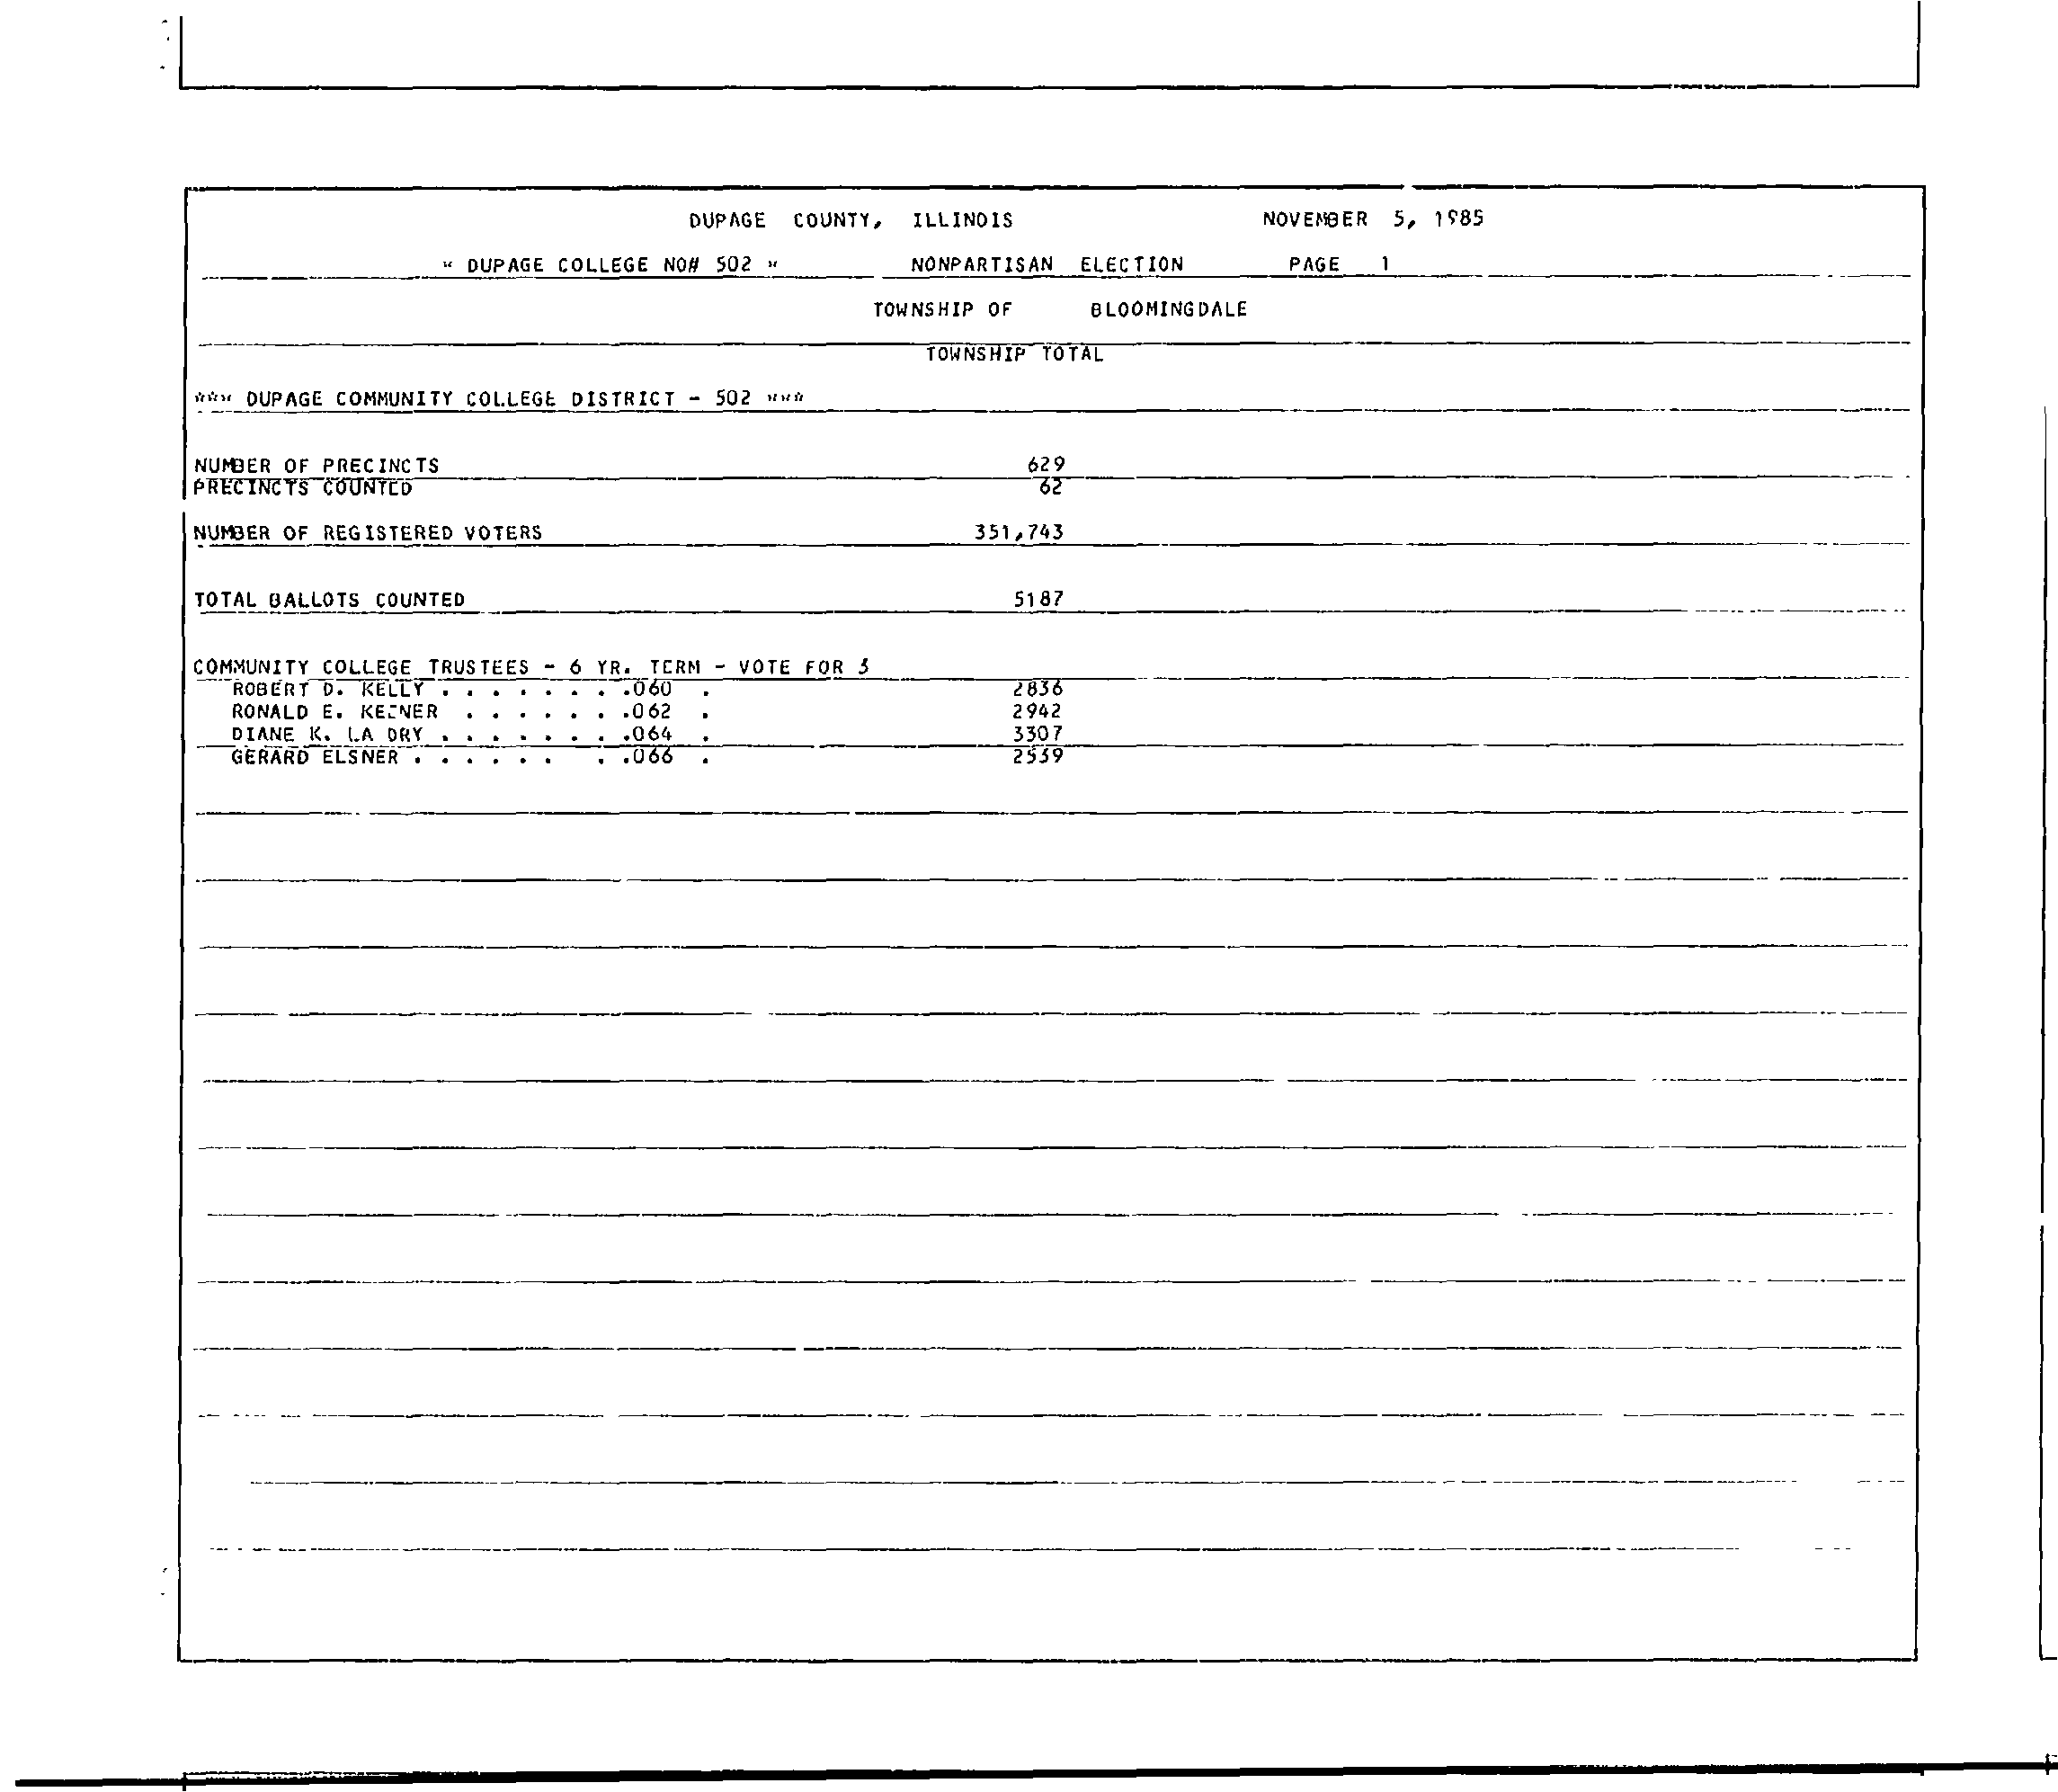 DUPAGE COUNTY, ILLINOIS NOVEMBER 5, 1985
* DUPAGE COLLEGE NO# 502 * NONPARTISAN ELECTION PAGE 1
TOWNSHIP OF BLOOMINGDALE
TOWNSHIP TOTAL
*** DUPAGE COMMUNITY COLLEGE DISTRICT - 502 ***
NUMBER OF PRECINCTS 629
PRECINCTS COUNTED 62
NUMBER OF REGISTERED VOTERS 351,743
TOTAL BALLOTS COUNTED 5187
COMMUNITY COLLEGE TRUSTEES - 6 YR. TERM - VOTE FOR 3
ROBERT D. KELLY . . . . . . . .060 . 2836
RONALD E. . . . . . . .062 . 2942
DIANE K. LA DRY . . . . . . . .064 . 3307
GERARD ELSNER . . . . . . . .066 . 2539